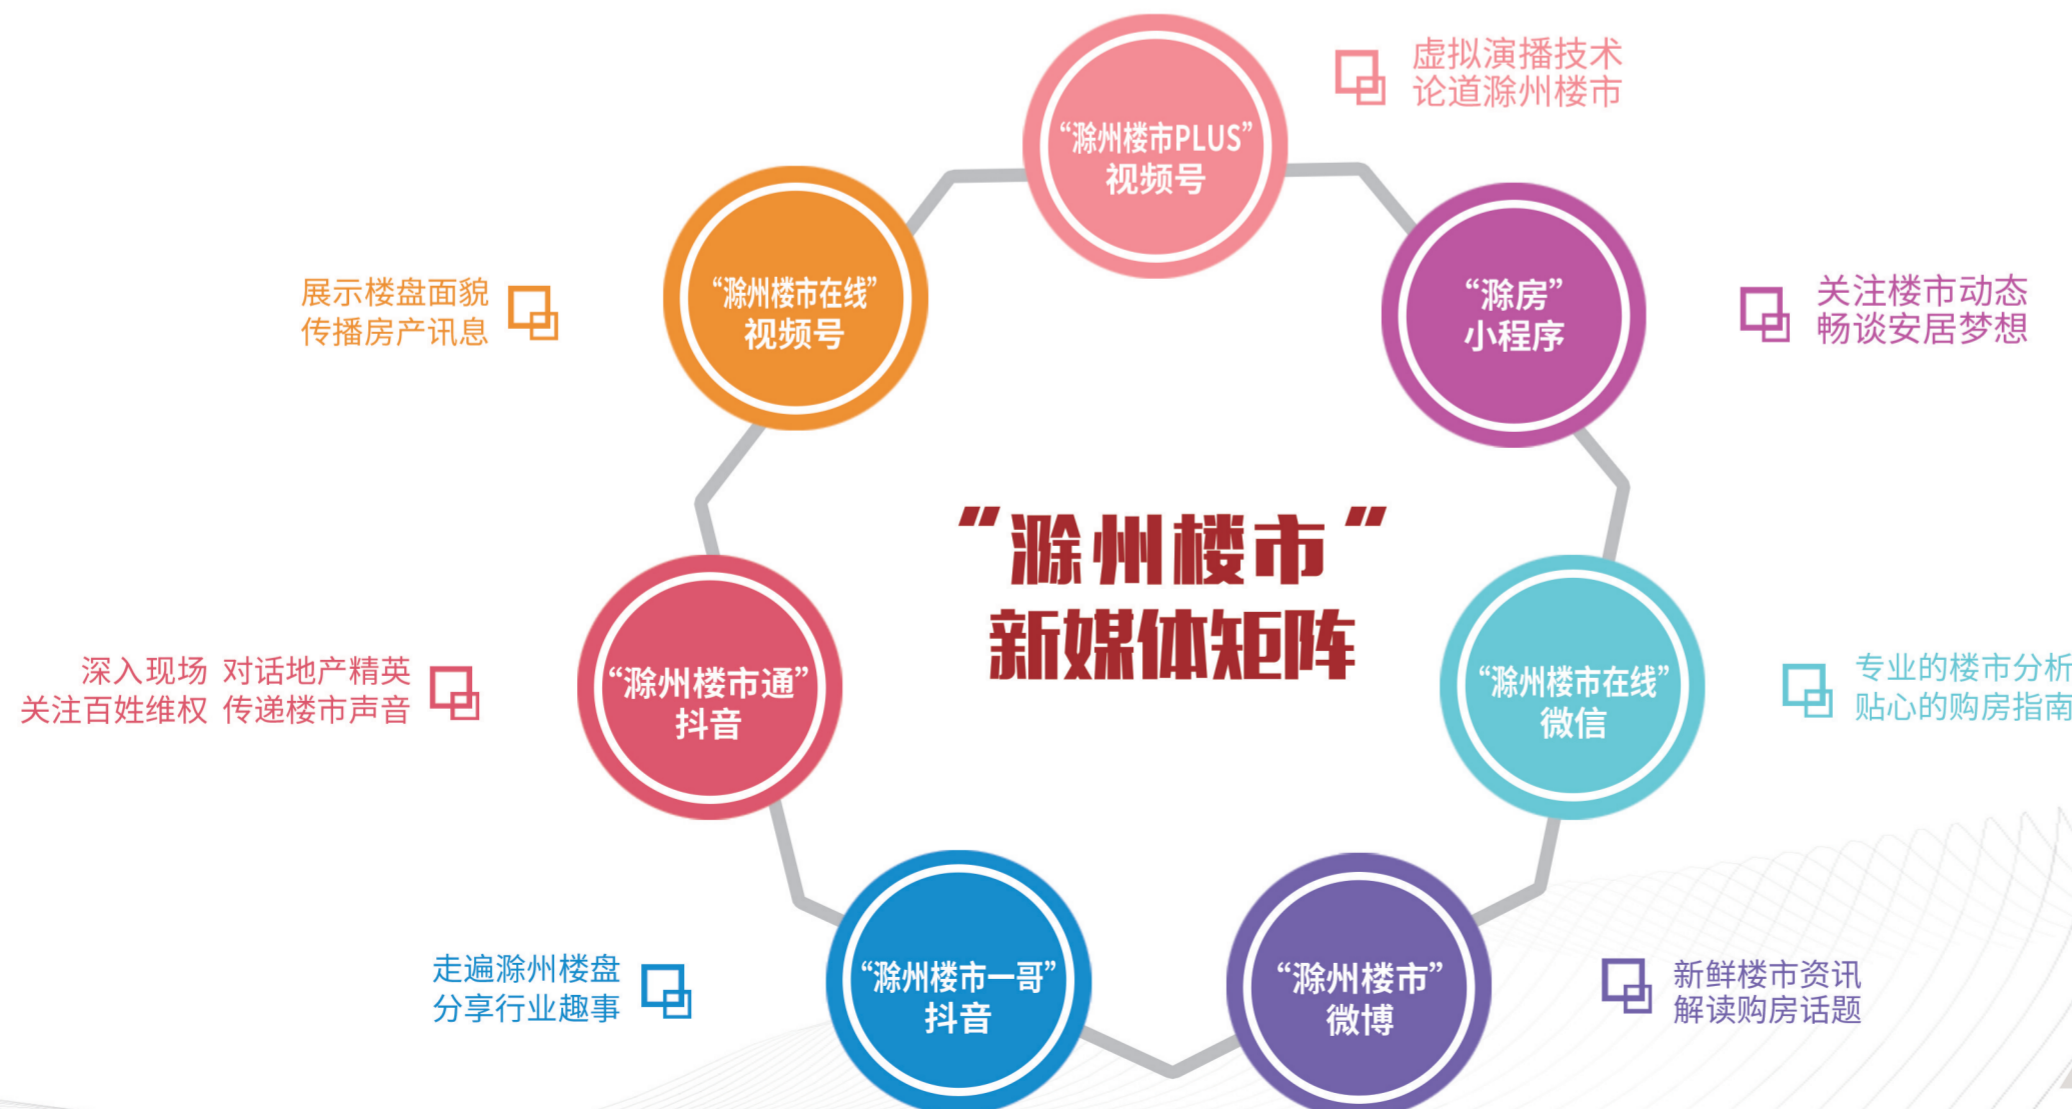 “滁州楼市PLUS”
视频号
虚拟演播技术
论道滁州楼市
“滁州楼市在线”
视频号
展示楼盘面貌
传播房产讯息
“滁房”
小程序
关注楼市动态
畅谈安居梦想
“滁州楼市”
新媒体矩阵
“滁州楼市通”
抖音
深入现场 对话地产精英
关注百姓维权 传递楼市声音
“滁州楼市在线”
微信
专业的楼市分析
贴心的购房指南
“滁州楼市一哥”
抖音
走遍滁州楼盘
分享行业趣事
“滁州楼市”
微博
新鲜楼市资讯
解读购房话题